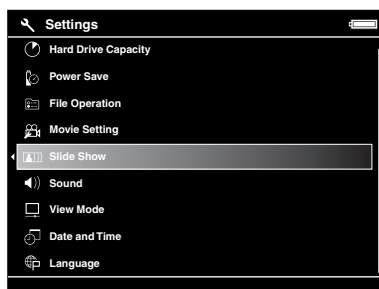 Settings
Hard Drive Capacity
Power Save
File Operation
Movie Setting
Slide Show
Sound
View Mode
Date and Time
Language